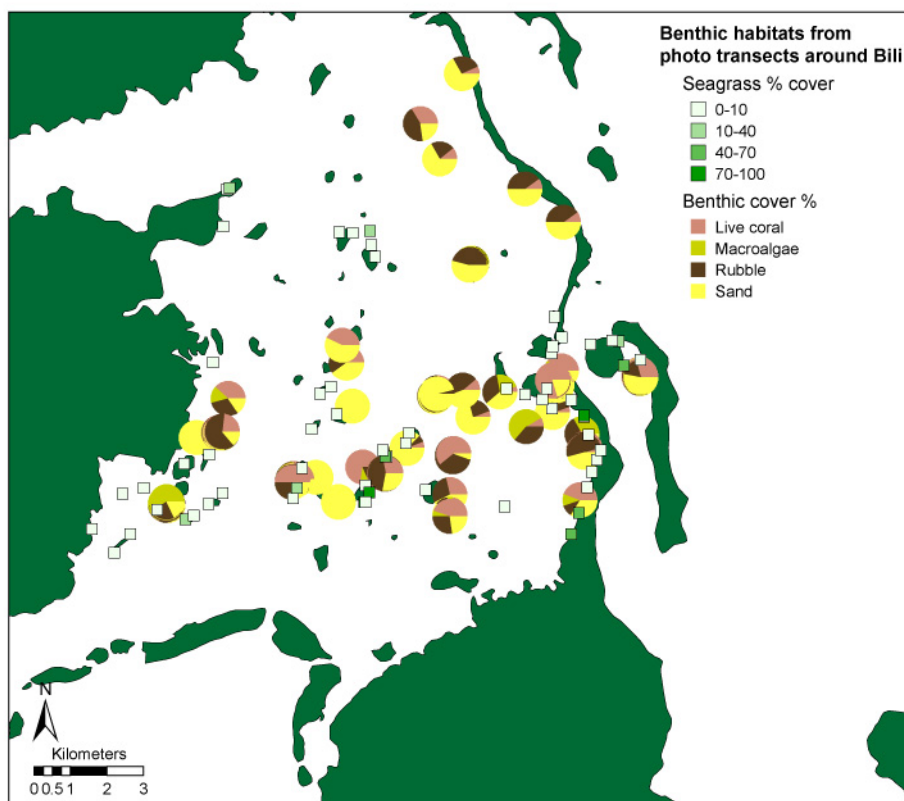 Benthic habitats from
photo transects around Bili
Seagrass % cover
0-10
10-40
40-70
70-100
Benthic cover %
Live coral
Macroalgae
Rubble
Sand
N
Kilometers
0 0.5 1 2 3